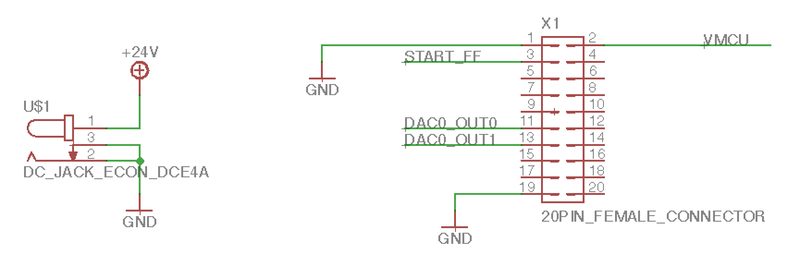 X1
+24V
1 2 VMCU
START_FF 3 4
GND 5 6
U$1 7 8
1 9 10
3 DAC0_OUT0 11 12
2 DAC0_OUT1 13 14
DC_JACK_ECON_DCE4A 15 16
17 18
19 20
GND 20PIN_FEMALE_CONNECTOR
GND